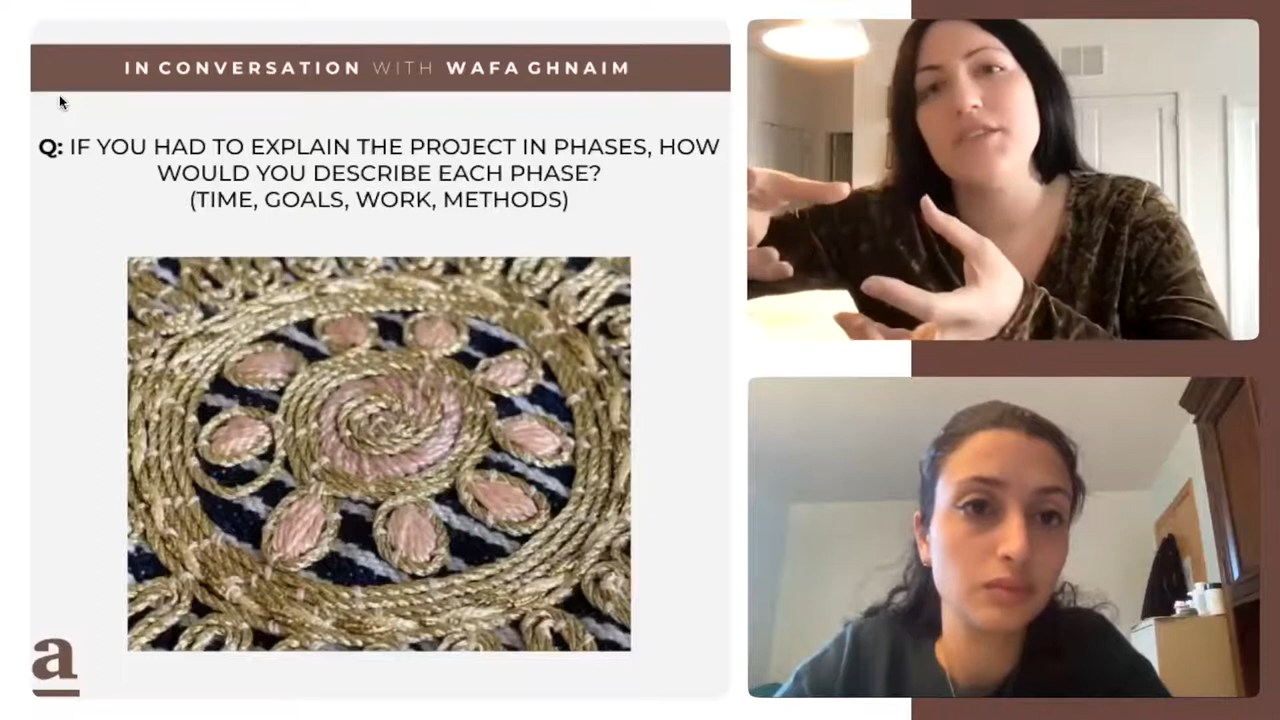 IN CONVERSATION WITH WAFA GHNAIM
Q: IF YOU HAD TO EXPLAIN THE PROJECT IN PHASES, HOW
WOULD YOU DESCRIBE EACH PHASE?
(TIME, GOALS, WORK, METHODS)
a